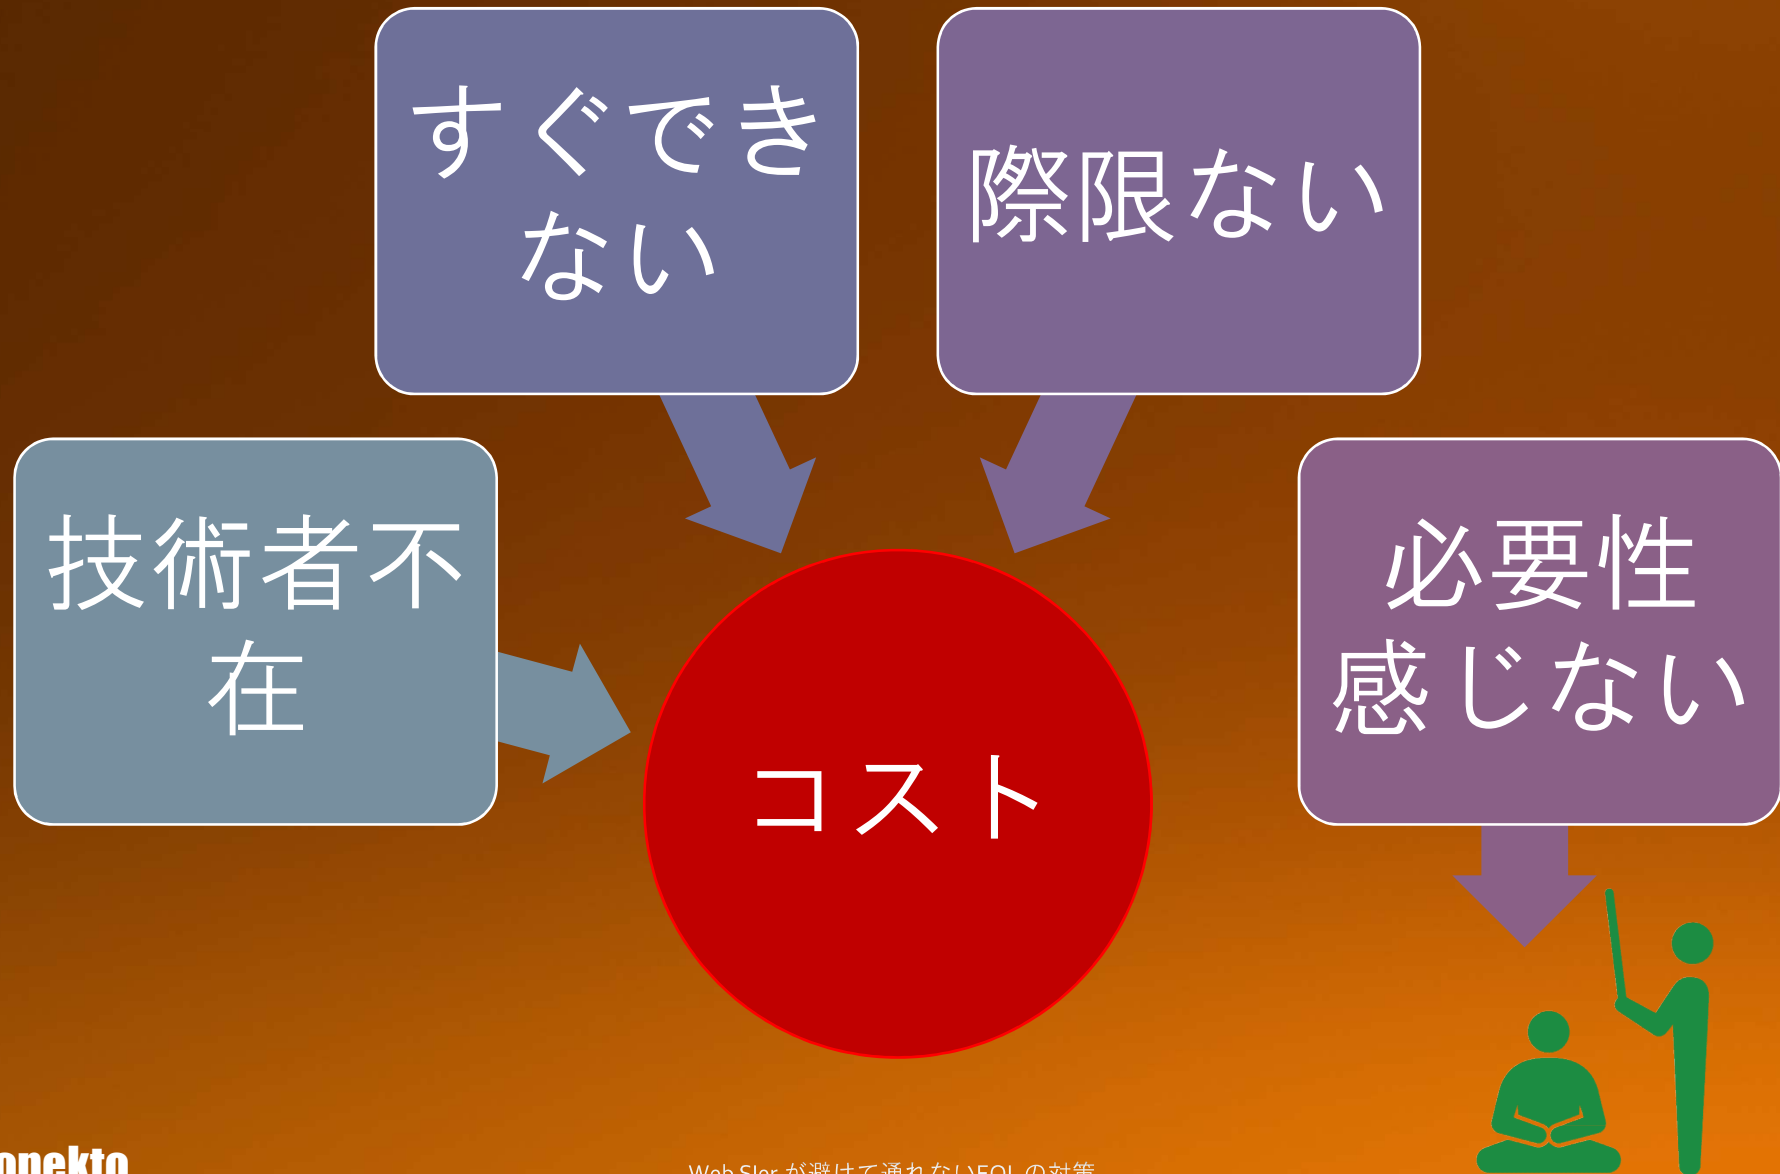 すぐでき
ない
際限ない
技術者不
在
必要性
感じない
コスト
Web SIer が避けて通れないEOL の対策